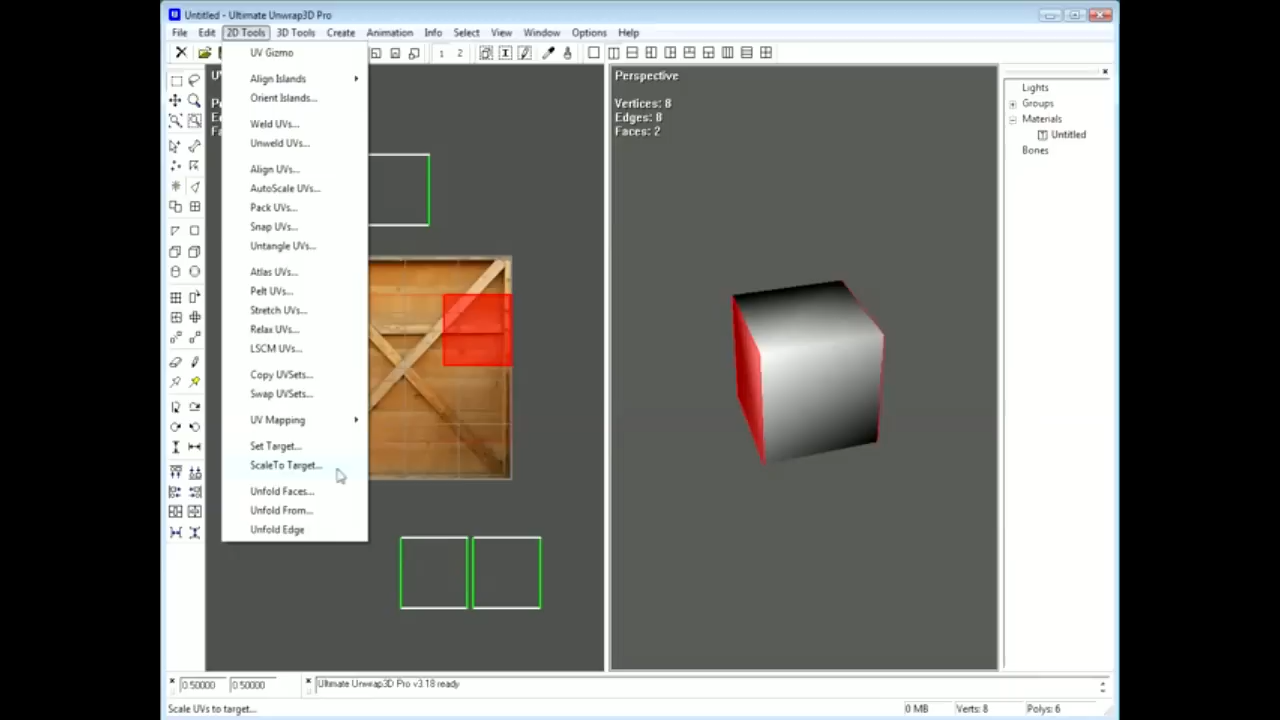 Untitled - Ultimate Unwrap3D Pro
File Edit 2D Tools 3D Tools Create Animation Info Select View Window Options Help
1 2
UV Gizmo
Align Islands
Orient Islands...
Weld UVs...
Unweld UVs...
Align UVs...
AutoScale UVs...
Pack UVs...
Snap UVs...
Untangle UVs...
Atlas UVs...
Pelt UVs...
Stretch UVs...
Relax UVs...
LSCM UVs...
Copy UVSets...
Swap UVSets...
UV Mapping
Set Target...
ScaleTo Target...
Unfold Faces...
Unfold From...
Unfold Edge
Perspective
Vertices: 8
Edges: 8
Faces: 2
Lights
Groups
Materials
Untitled
Bones
0.50000 0.50000
Ultimate Unwrap3D Pro v3.18 ready
Scale UVs to target...
0 MB Verts: 8 Polys: 6